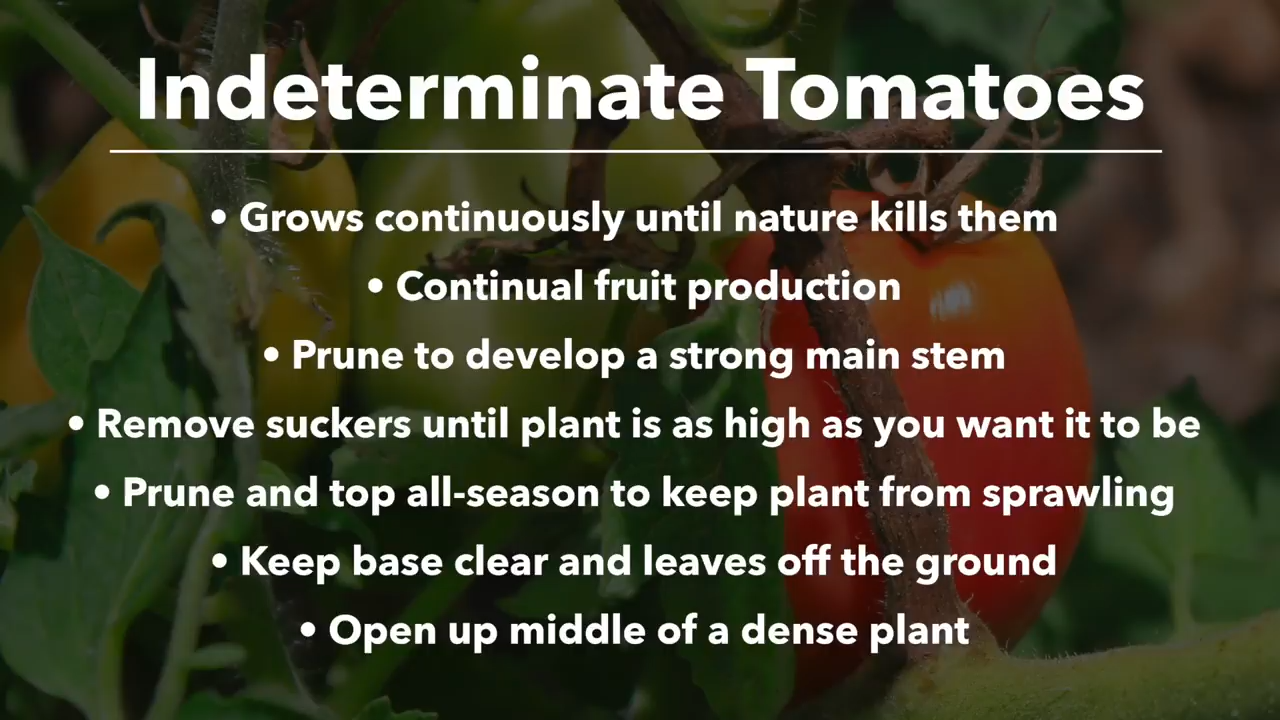 Indeterminate Tomatoes
• Grows continuously until nature kills them
• Continual fruit production
• Prune to develop a strong main stem
• Remove suckers until plant is as high as you want it to be
• Prune and top all-season to keep plant from sprawling
• Keep base clear and leaves off the ground
• Open up middle of a dense plant